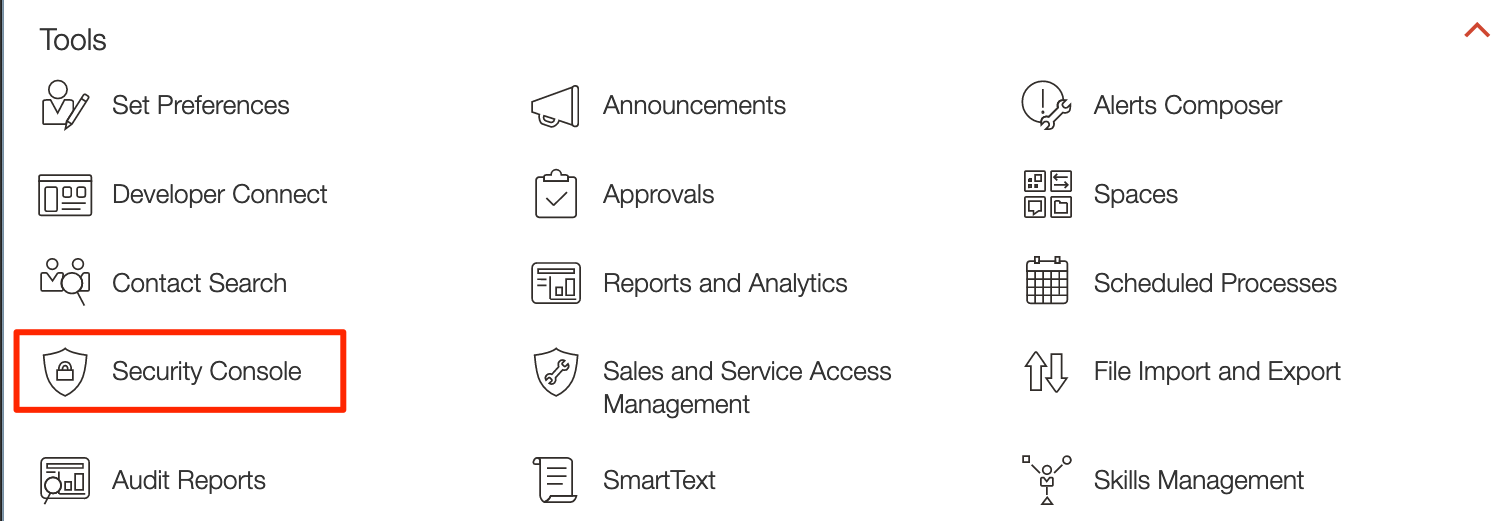 Tools
Set Preferences
Announcements
Alerts Composer
Developer Connect
Approvals
Spaces
Contact Search
Reports and Analytics
Scheduled Processes
Security Console
Sales and Service Access
Management
File Import and Export
Audit Reports
SmartText
Skills Management